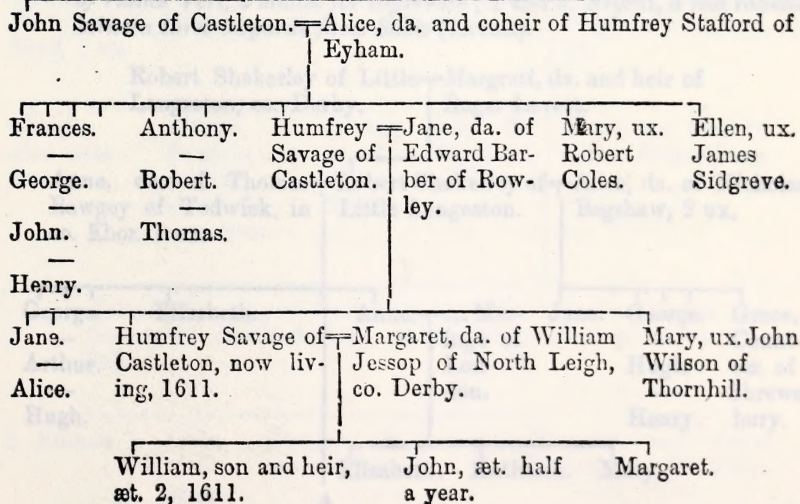 John Savage of Castleton.=Alice, da. and coheir of Humfrey Stafford of
Eyham.
Frances. Anthony. Humfrey=Jane, da. of Mary, ux. Ellen, ux.
Savage of Edward Bar- Robert James
George. Robert. Castleton. ber of Row- Coles. Sidgreve.
ley.
John. Thomas.
Henry.
Jane. Humfrey Savage of=Margaret, da. of William Mary, ux. John
Castleton, now liv- Jessop of North Leigh, Wilson of
Alice. ing, 1611. co. Derby. Thornhill.
William, son and heir, John, æt. half Margaret.
æt. 2, 1611. a year.